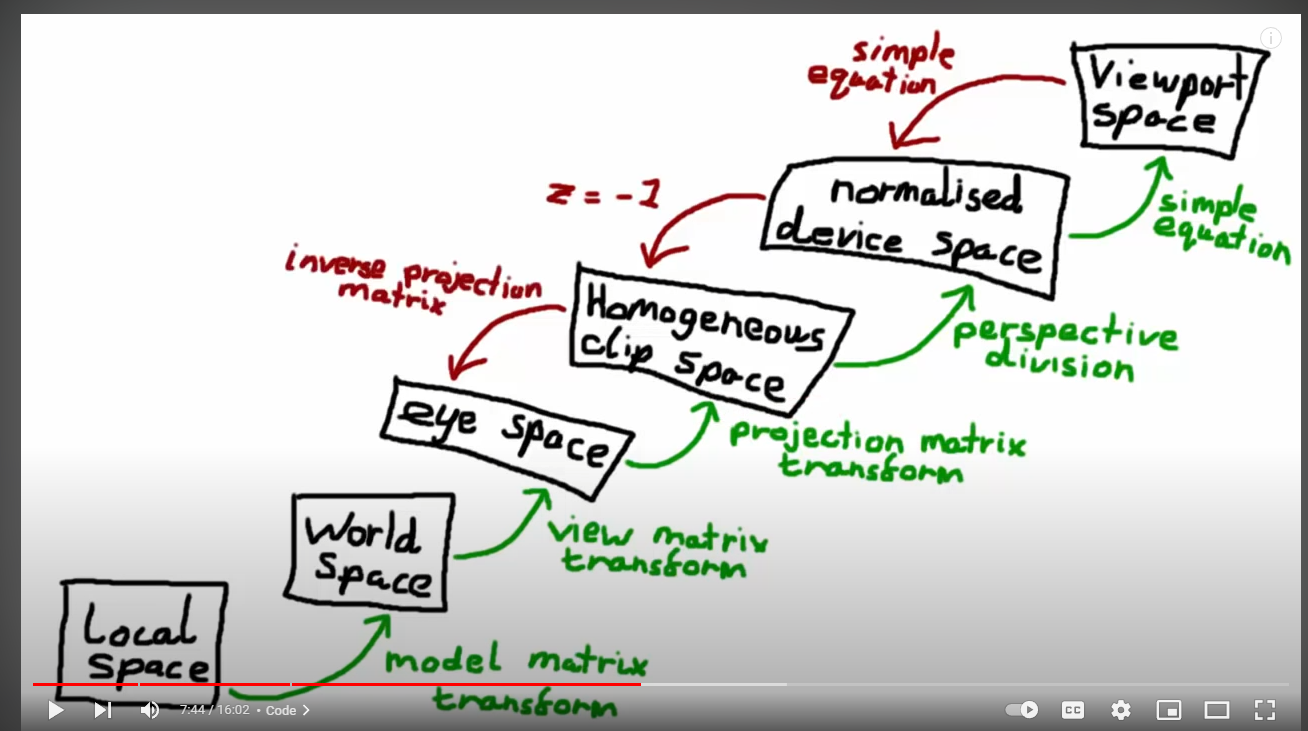 simple
equation
Viewport
space
z = -1
normalised
device space
simple
equation
inverse projection
matrix
Homogeneous
clip space
perspective
division
eye space
projection matrix
transform
World
space
view matrix
transform
Local
space
model matrix
transform
7:44 / 16:02 • Code >
CC